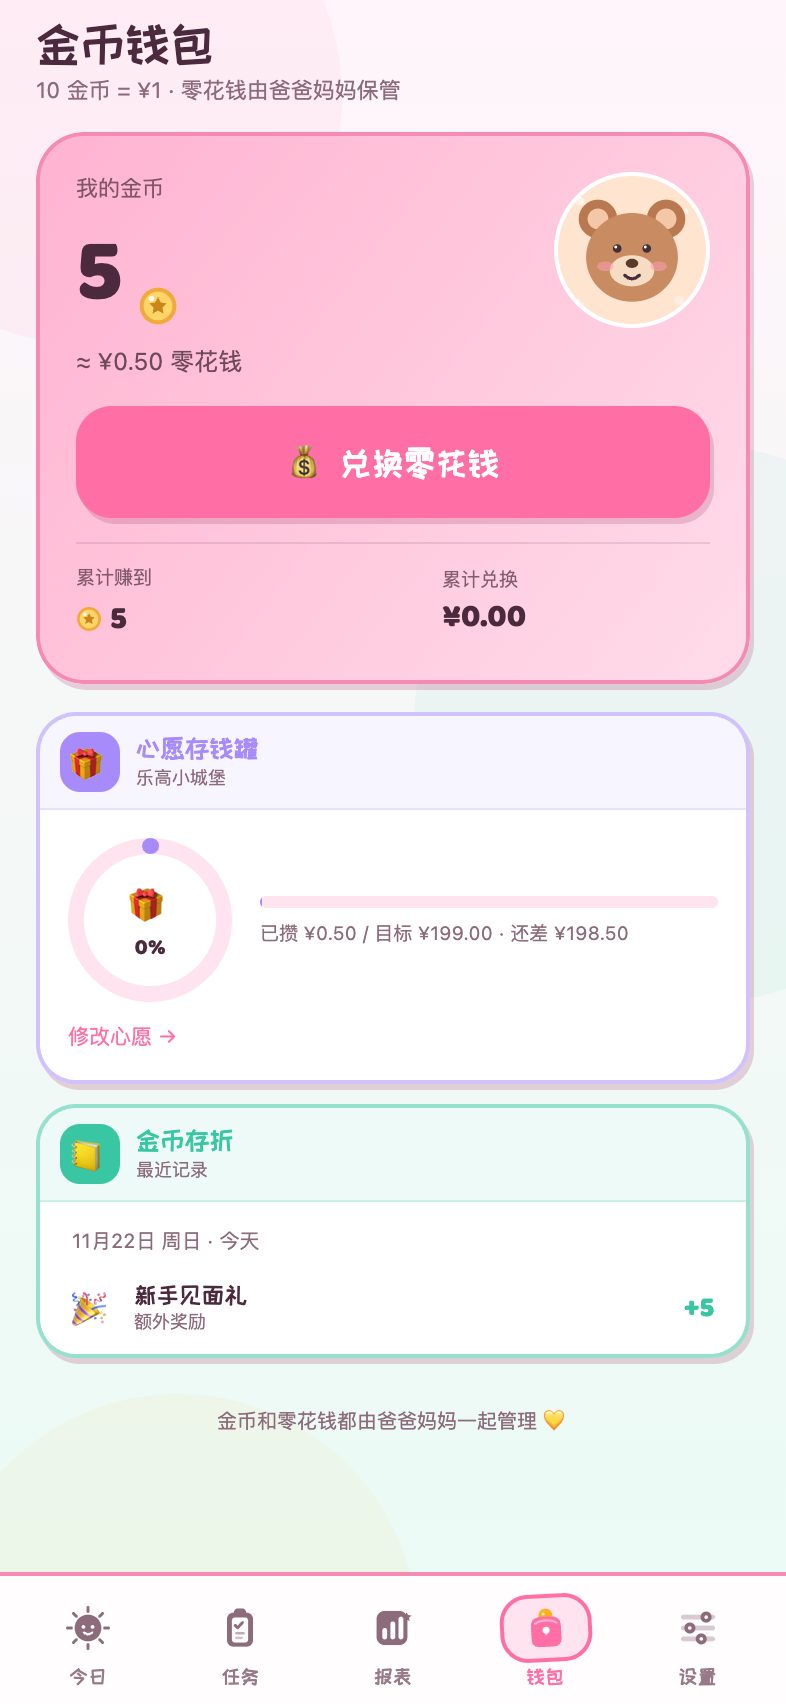 金币钱包
10 金币 = ¥1 · 零花钱由爸爸妈妈保管
我的金币
5
≈ ¥0.50 零花钱
兑换零花钱
累计赚到
5
累计兑换
¥0.00
心愿存钱罐
乐高小城堡
0%
已攒 ¥0.50 / 目标 ¥199.00 · 还差 ¥198.50
修改心愿 →
金币存折
最近记录
11月22日 周日 · 今天
新手见面礼
额外奖励
+5
金币和零花钱都由爸爸妈妈一起管理 💛
今日
任务
报表
钱包
设置